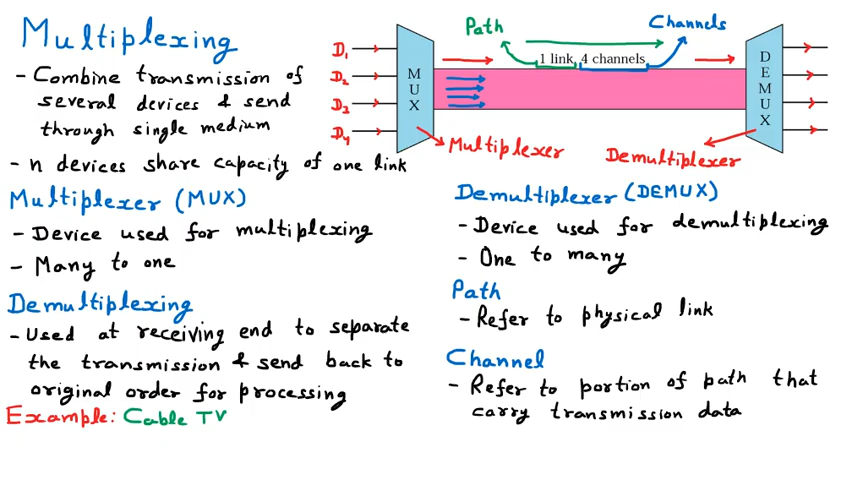 Multiplexing
- Combine transmission of
several devices & send
through single medium
- n devices share capacity of one link
Path
Channels
D1
D2
D3
D4
MUX
1 link, 4 channels
DEMUX
Multiplexer
Demultiplexer
Multiplexer (MUX)
- Device used for multiplexing
- Many to one
Demultiplexing
- Used at receiving end to separate
the transmission & send back to
original order for processing
Example: Cable TV
Demultiplexer (DEMUX)
- Device used for demultiplexing
- One to many
Path
- Refer to physical link
Channel
- Refer to portion of path that
carry transmission data